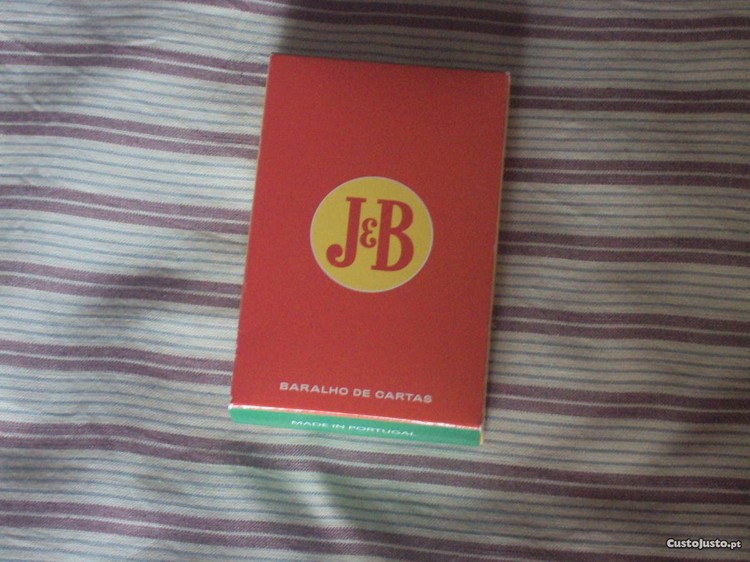 J&B
BARALHO DE CARTAS
MADE IN PORTUGAL
CustoJusto.pt